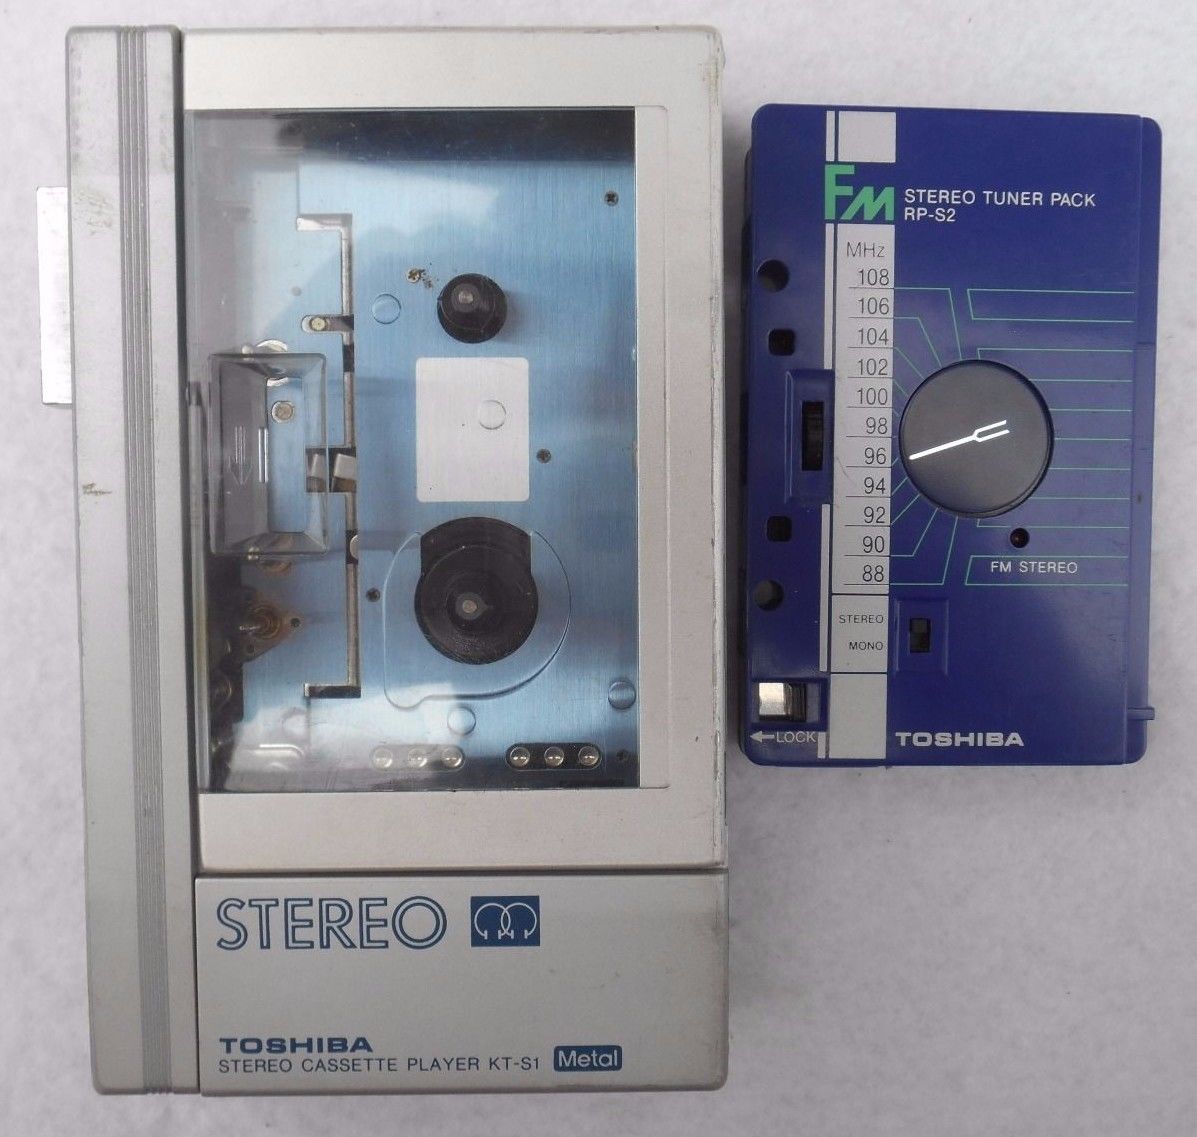 STEREO
TOSHIBA
STEREO CASSETTE PLAYER KT-S1 Metal
FM STEREO TUNER PACK
RP-S2
MHz
108
106
104
102
100
98
96
94
92
90
88
FM STEREO
STEREO
MONO
←LOCK
TOSHIBA